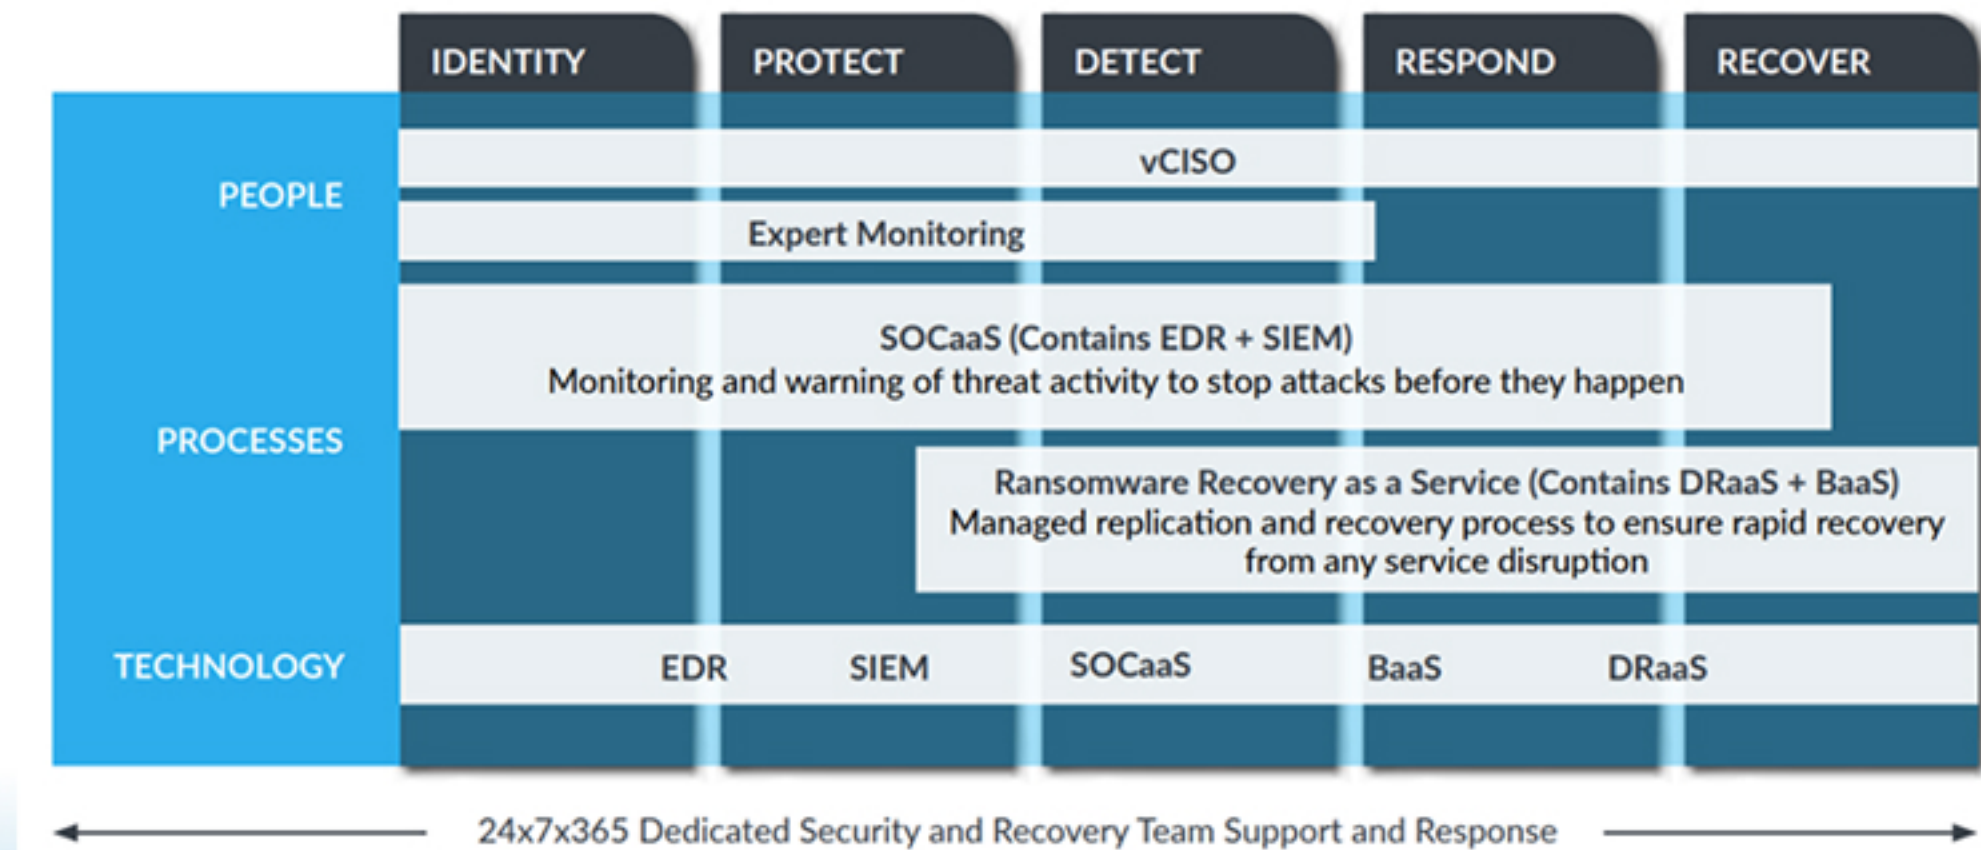 IDENTITY
PROTECT
DETECT
RESPOND
RECOVER
PEOPLE
vCISO
Expert Monitoring
PROCESSES
SOCaaS (Contains EDR + SIEM)
Monitoring and warning of threat activity to stop attacks before they happen
Ransomware Recovery as a Service (Contains DRaaS + BaaS)
Managed replication and recovery process to ensure rapid recovery
from any service disruption
TECHNOLOGY
EDR
SIEM
SOCaaS
BaaS
DRaaS
24x7x365 Dedicated Security and Recovery Team Support and Response